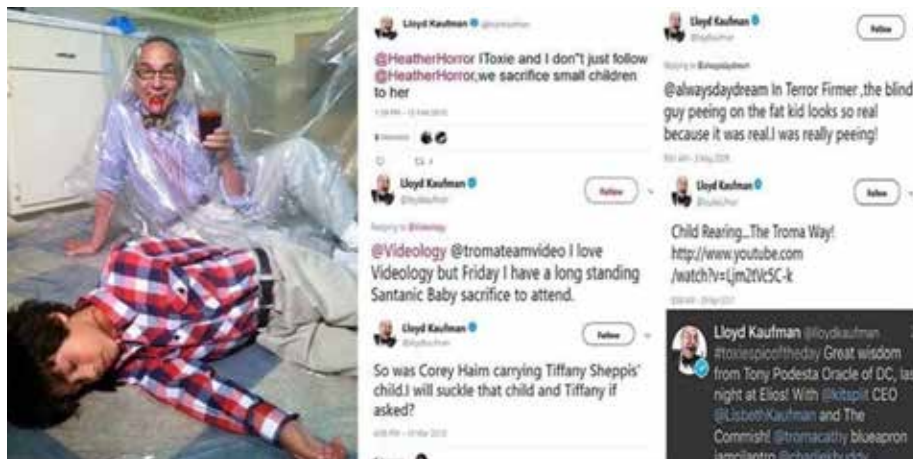 Lloyd Kaufman
@HeatherHorror IToxie and I don"t just follow
@HeatherHorror,we sacrifice small children
to her
Lloyd Kaufman
Follow
@Videology @tromateamvideo I love
Videology but Friday I have a long standing
Santanic Baby sacrifice to attend.
Lloyd Kaufman
Follow
So was Corey Haim carrying Tiffany Sheppis'
child.I will suckle that child and Tiffany if
asked?
Lloyd Kaufman
Follow
@alwaysdaydream In Terror Firmer ,the blind
guy peeing on the fat kid looks so real
because it was real.I was really peeing!
Lloyd Kaufman
Follow
Child Rearing...The Troma Way!
http://www.youtube.com
/watch?v=Ljm2tVc5C-k
Lloyd Kaufman @lloydkaufman
#toxiespicoftheday Great wisdom
from Tony Podesta Oracle of DC, las
night at Elios! With @kitsplit CEO
@LisbethKaufman and The
Commish! @tromacathy blueapron